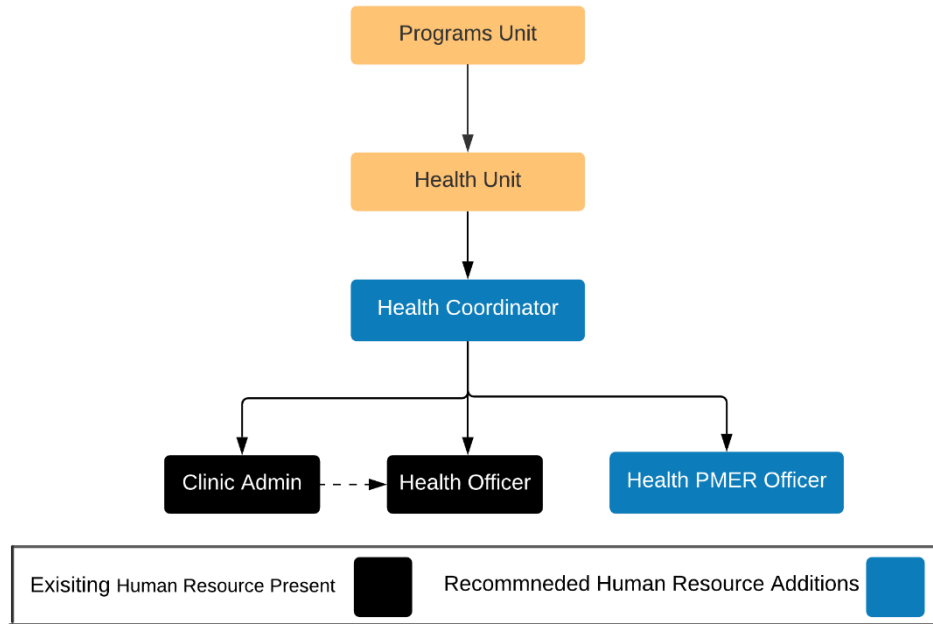 Programs Unit
Health Unit
Health Coordinator
Clinic Admin
Health Officer
Health PMER Officer
Exisiting Human Resource Present
Recommneded Human Resource Additions